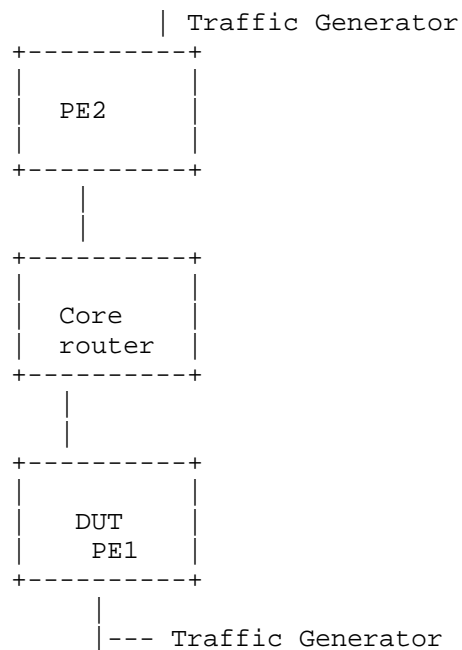 | Traffic Generator
+----------+
|          |
|   PE2    |
|          |
+----------+
|
|
+----------+
|          |
|   Core   |
|   router |
+----------+
|
|
+----------+
|          |
|    DUT   |
|     PE1  |
+----------+
|
|--- Traffic Generator